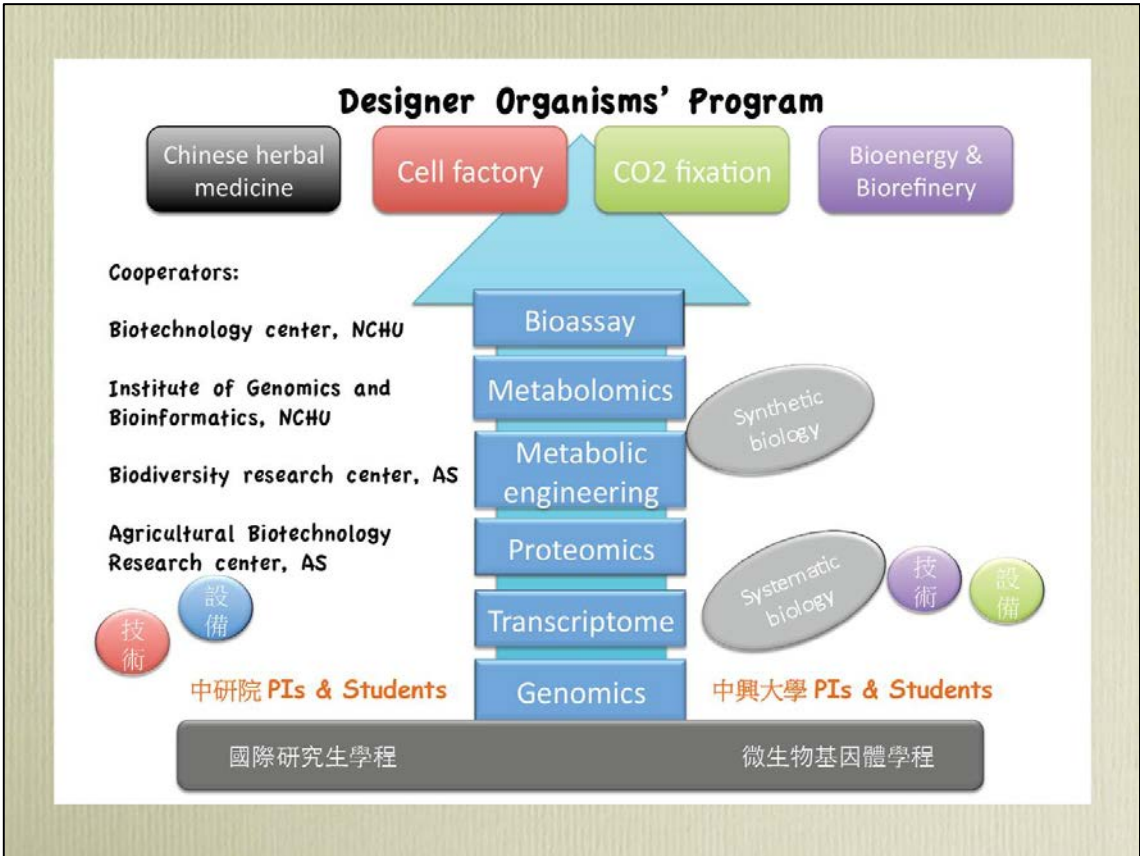 Designer Organisms' Program
Chinese herbal
medicine
Cell factory
CO2 fixation
Bioenergy &
Biorefinery
Cooperators:
Biotechnology center, NCHU
Institute of Genomics and
Bioinformatics, NCHU
Biodiversity research center, AS
Agricultural Biotechnology
Research center, AS
Bioassay
Metabolomics
Metabolic
engineering
Proteomics
Transcriptome
Genomics
Synthetic
biology
Systematic
biology
技
術
設
備
技
術
設
備
中研院 PIs & Students
中興大學 PIs & Students
國際研究生學程
微生物基因體學程